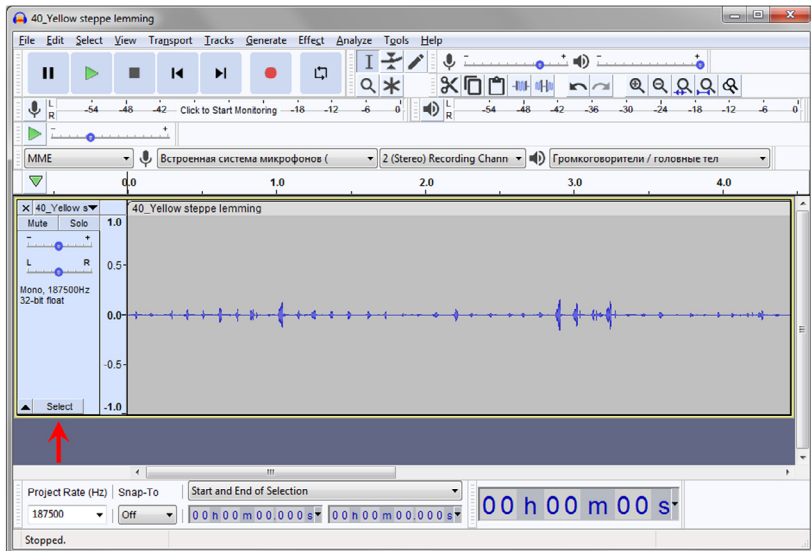 40_Yellow steppe lemming
File Edit Select View Transport Tracks Generate Effect Analyze Tools Help
L R -54 -48 -42 Click to Start Monitoring -18 -12 -6 0 L R -54 -48 -42 -36 -30 -24 -18 -12 -6 0
MME Встроенная система микрофонов ( 2 (Stereo) Recording Chann Громкоговорители / головные тел
0.0 1.0 2.0 3.0 4.0
40_Yellow s 40_Yellow steppe lemming
Mute Solo 1.0
- +
L R 0.5
Mono, 187500Hz
32-bit float
0.0
-0.5
Select -1.0
Project Rate (Hz) Snap-To Start and End of Selection
187500 Off 00 h 00 m 00.000 s 00 h 00 m 00.000 s 00 h 00 m 00 s
Stopped.